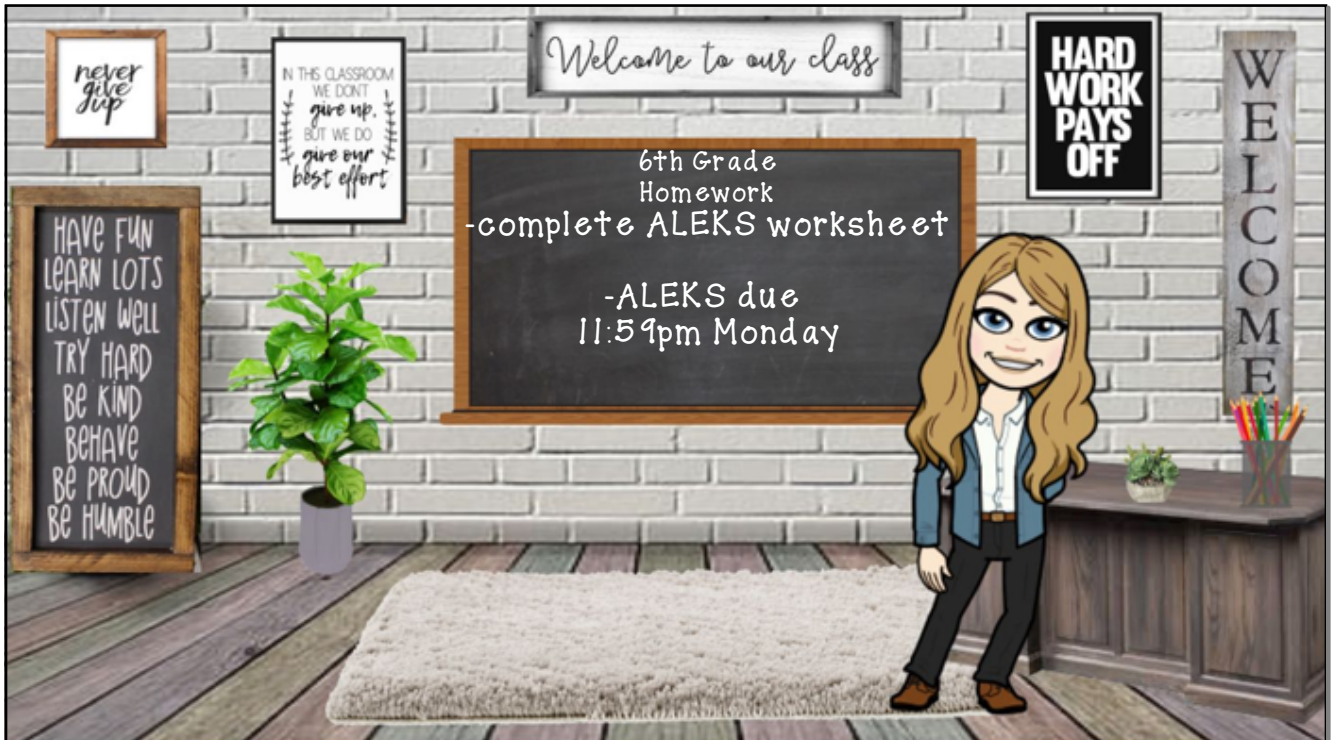 never
give
up
IN THIS CLASSROOM
WE DONT
give up,
BUT WE DO
give our
best effort
Welcome to our class
HARD
WORK
PAYS
OFF
WELCOME
HAVE FUN
LEARN LOTS
LISTEN WELL
TRY HARD
BE KIND
BEHAVE
BE PROUD
BE HUMBLE
6th Grade
Homework
-complete ALEKS worksheet
-ALEKS due
11:59pm Monday